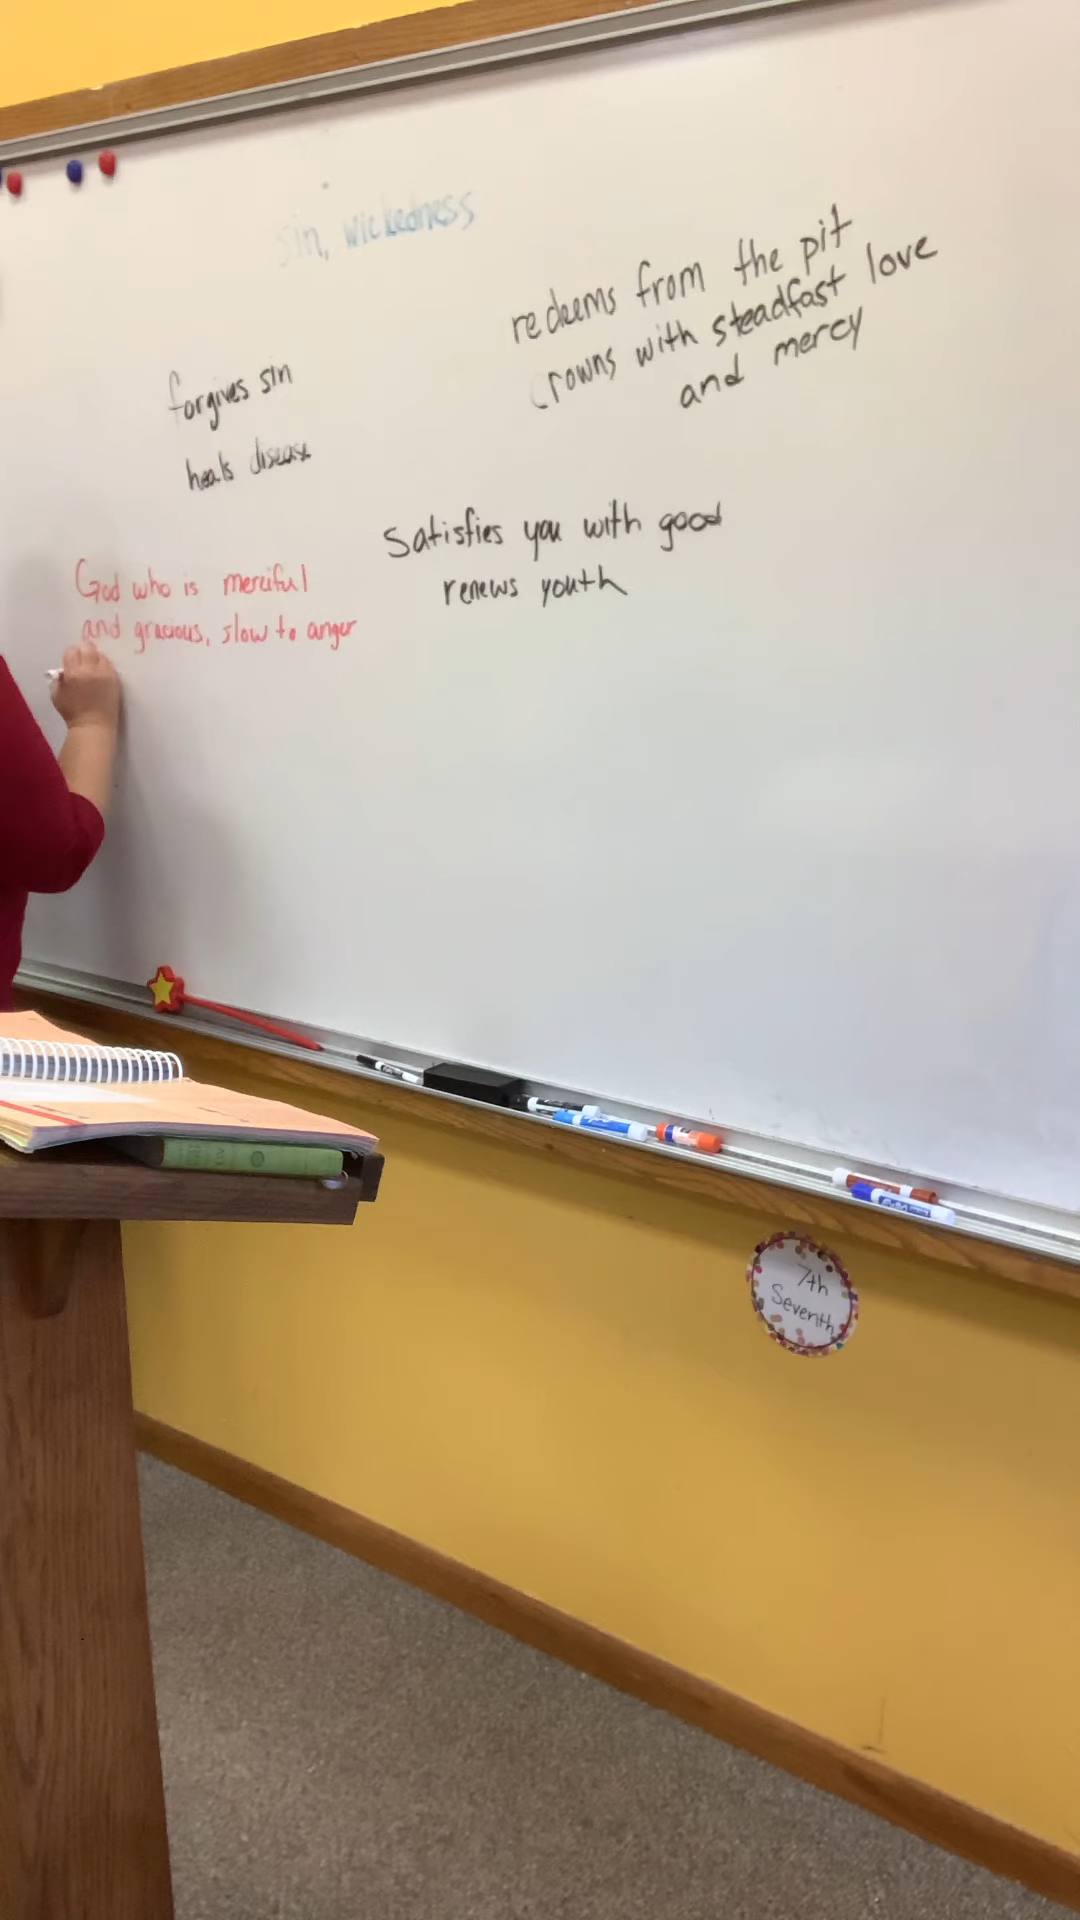 sin, wickedness
redeems from the pit
crowns with steadfast love
and mercy
forgives sin
heals disease
Satisfies you with good
renews youth
God who is merciful
and gracious, slow to anger
7th
Seventh